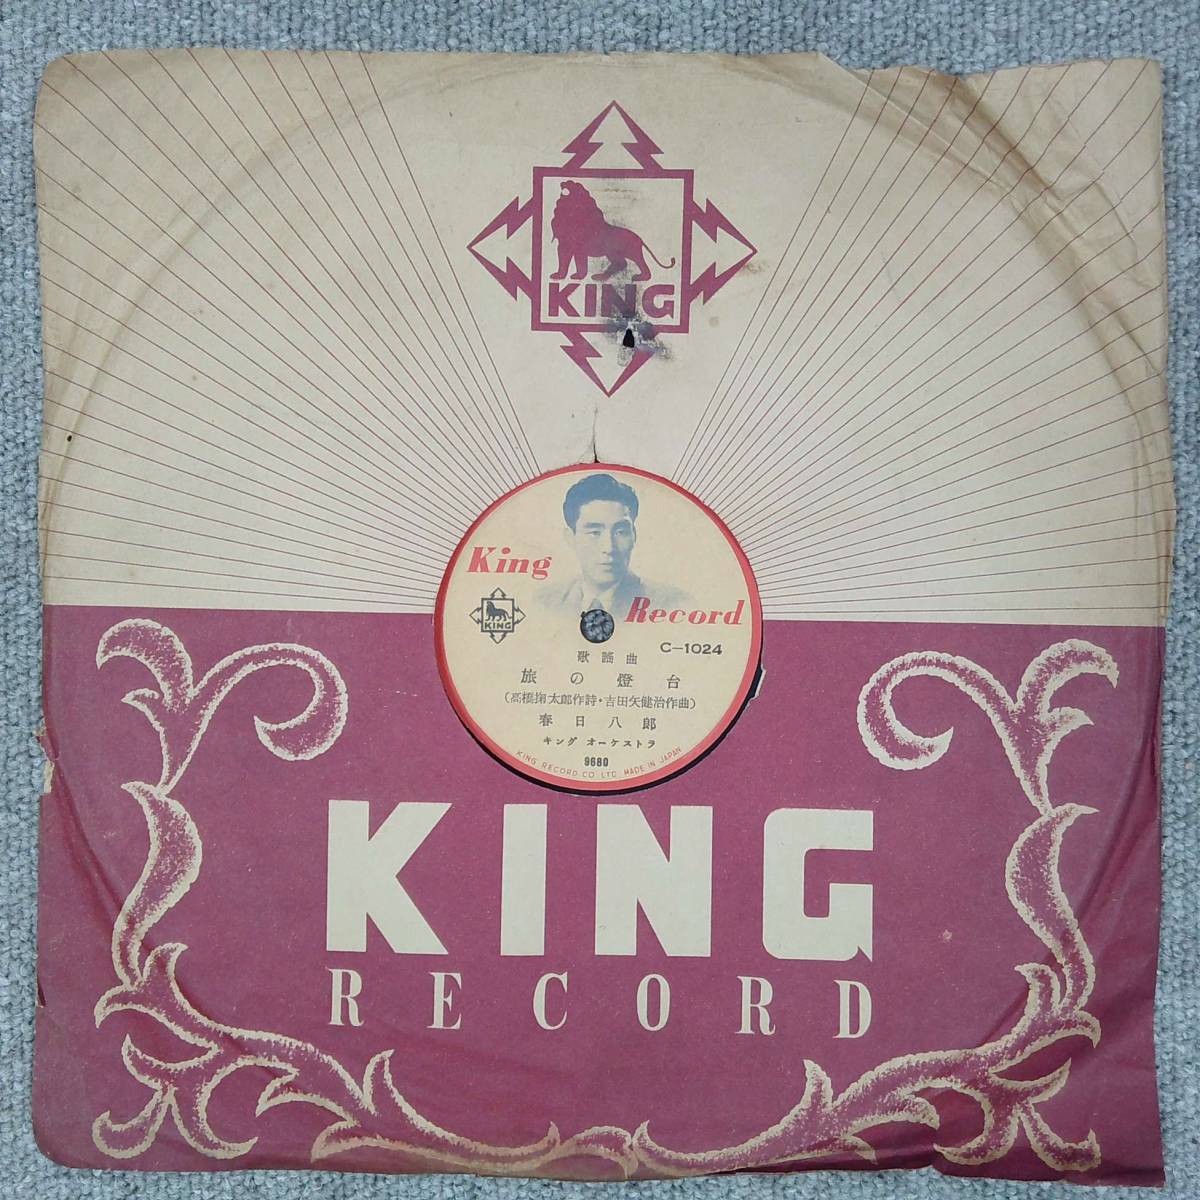 KING
King
Record
KING
C-1024
歌謡曲
旅の燈台
(高橋掬太郎作詩・吉田矢健治作曲)
春日八郎
キング オーケストラ
9680
KING RECORD CO LTD. MADE IN JAPAN
KING
RECORD